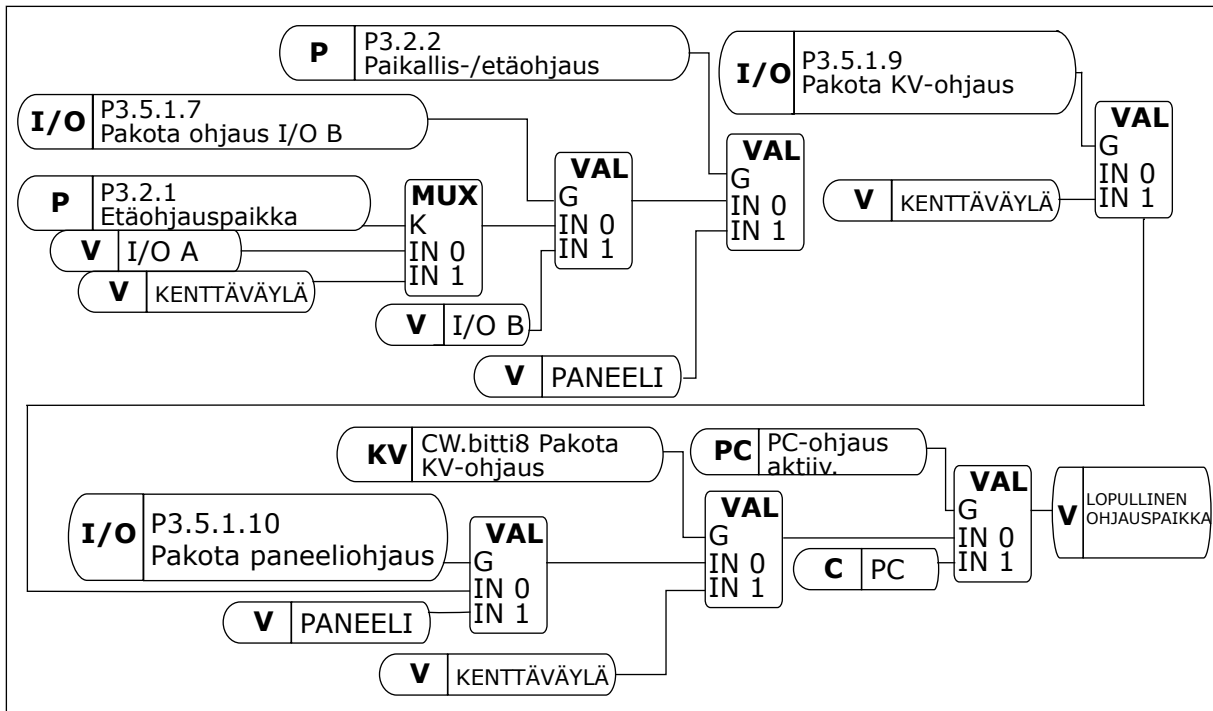 P
P3.2.2
Paikallis-/etäohjaus
I/O
P3.5.1.9
Pakota KV-ohjaus
I/O
P3.5.1.7
Pakota ohjaus I/O B
VAL
G
IN 0
IN 1
VAL
G
IN 0
IN 1
VAL
G
IN 0
IN 1
P
P3.2.1
Etäohjauspaikka
MUX
K
IN 0
IN 1
V
I/O A
V
KENTTÄVÄYLÄ
V
KENTTÄVÄYLÄ
V
I/O B
V
PANEELI
KV
CW.bitti8 Pakota
KV-ohjaus
PC
PC-ohjaus
aktiiv.
I/O
P3.5.1.10
Pakota paneeliohjaus
VAL
G
IN 0
IN 1
VAL
G
IN 0
IN 1
VAL
G
IN 0
IN 1
V
LOPULLINEN
OHJAUSPAIKKA
C
PC
V
PANEELI
V
KENTTÄVÄYLÄ